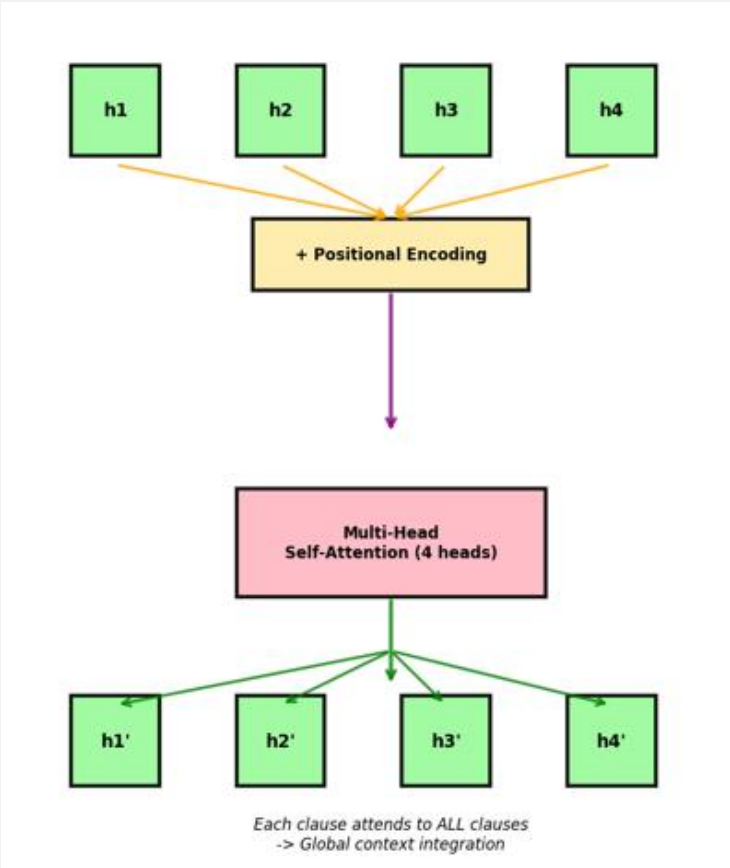 h1
h2
h3
h4
+ Positional Encoding
Multi-Head
Self-Attention (4 heads)
h1'
h2'
h3'
h4'
Each clause attends to ALL clauses
-> Global context integration